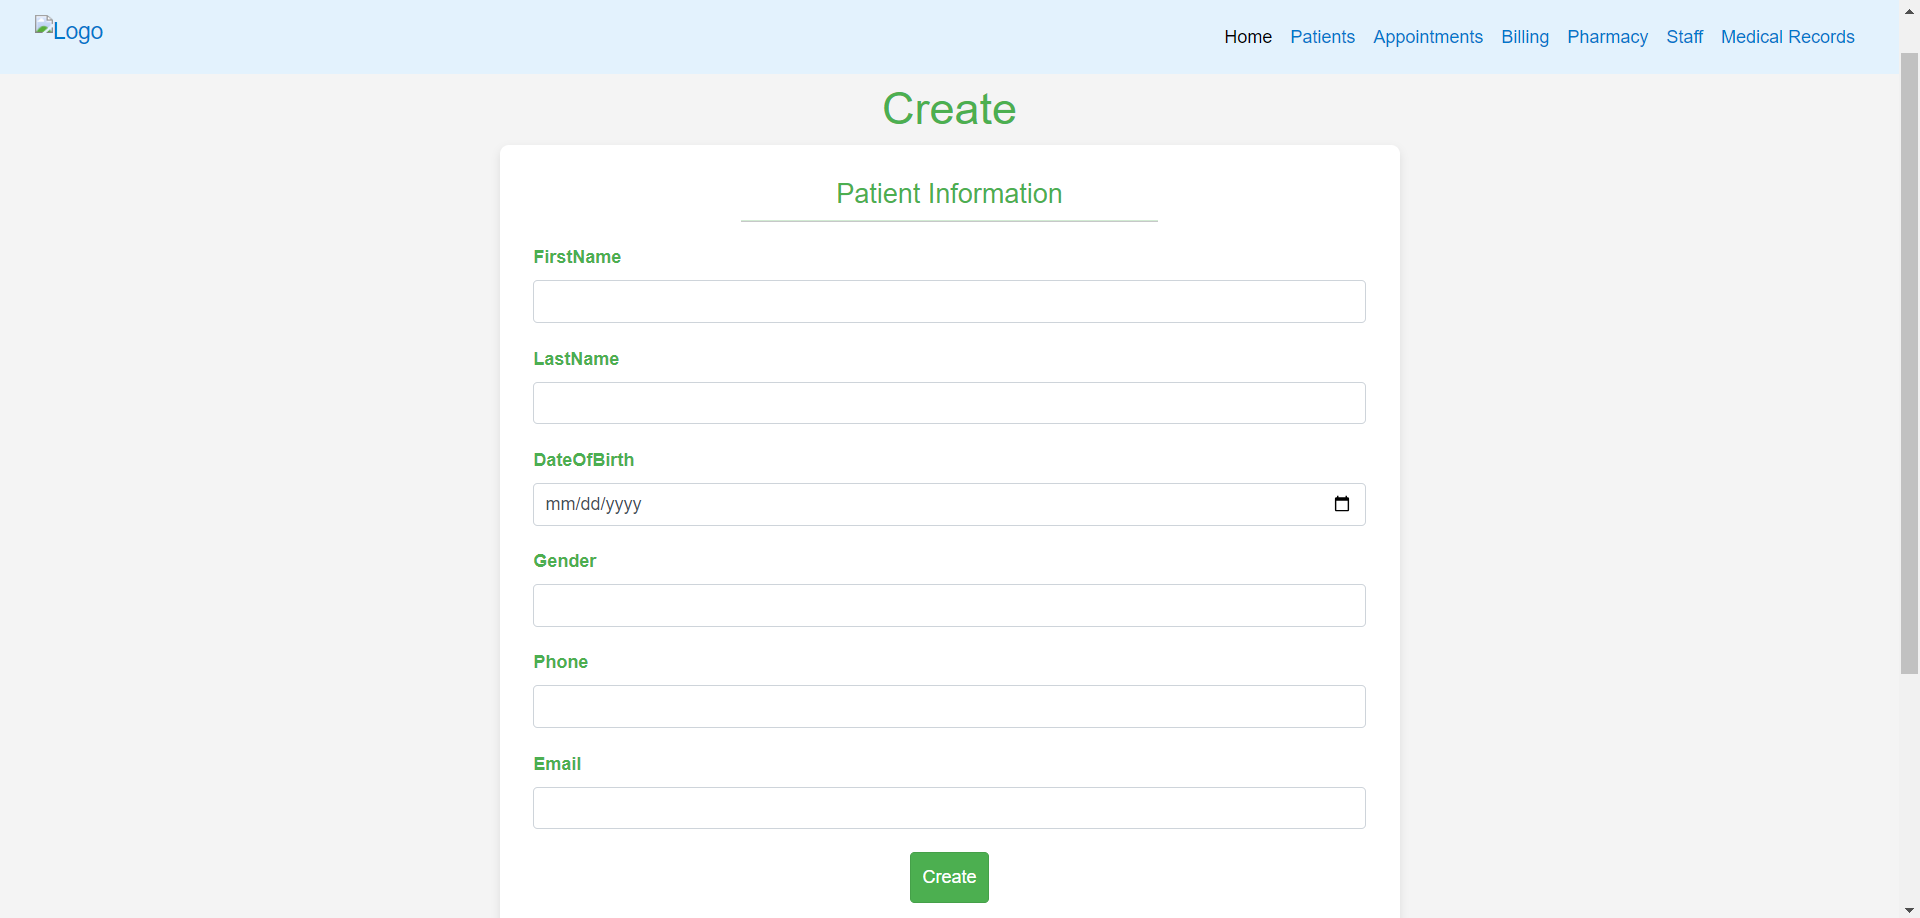 Logo
Home Patients Appointments Billing Pharmacy Staff Medical Records
Create
Patient Information
FirstName
LastName
DateOfBirth
mm/dd/yyyy
Gender
Phone
Email
Create